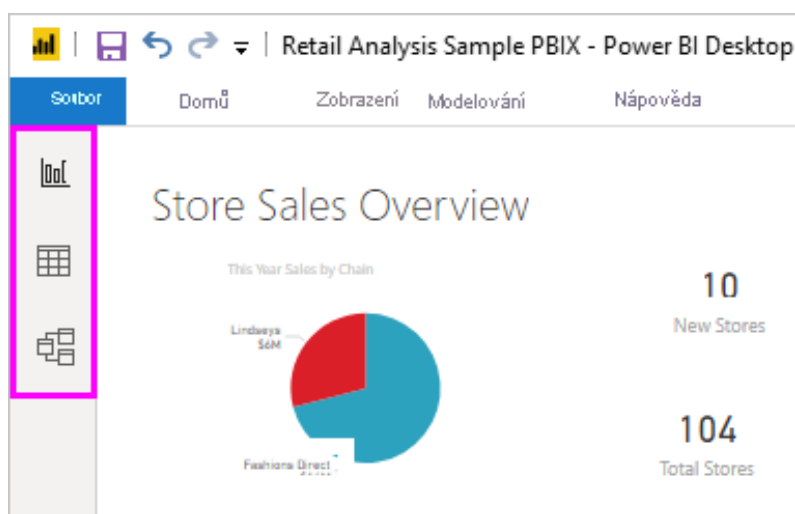 Retail Analysis Sample PBIX - Power BI Desktop
Soubor Domů Zobrazení Modelování Nápověda
Store Sales Overview
This Year Sales by Chain
10
New Stores
Lindseys
$6M
104
Total Stores
Fashions Direct